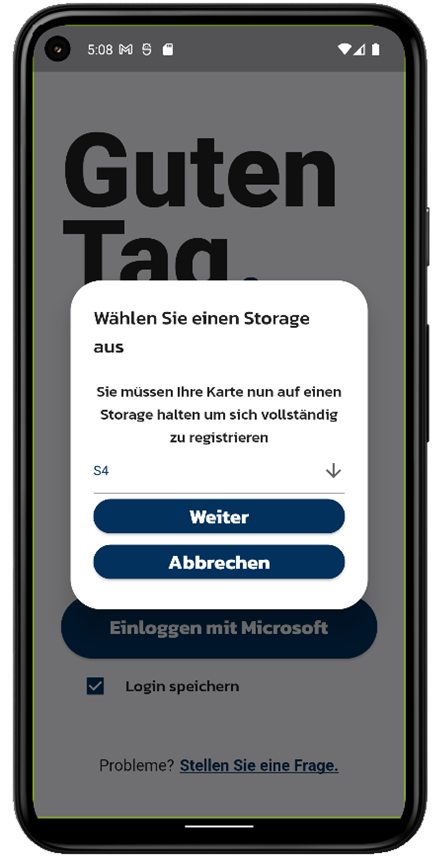 5:08
Guten
Tag.
Wählen Sie einen Storage
aus
Sie müssen Ihre Karte nun auf einen
Storage halten um sich vollständig
zu registrieren
S4
Weiter
Abbrechen
Einloggen mit Microsoft
Login speichern
Probleme? Stellen Sie eine Frage.